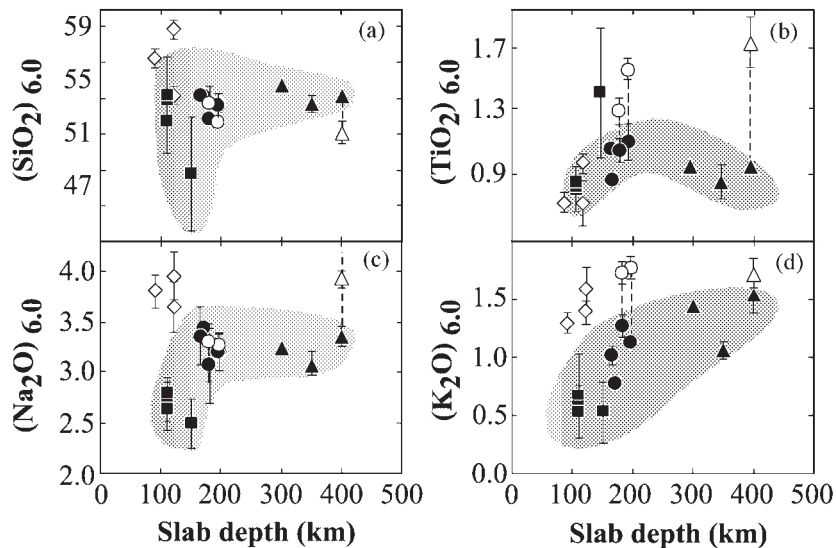 (a)
(SiO₂) 6.0
59
55
51
47
(b)
(TiO₂) 6.0
1.7
1.3
0.9
(c)
(Na₂O) 6.0
4.0
3.5
3.0
2.5
2.0
0 100 200 300 400 500
Slab depth (km)
(d)
(K₂O) 6.0
1.5
1.0
0.5
0.0
0 100 200 300 400 500
Slab depth (km)